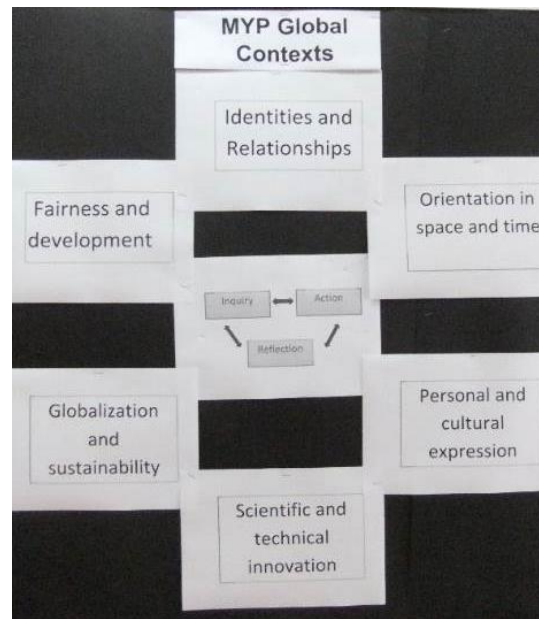 MYP Global
Contexts
Identities and
Relationships
Fairness and
development
Orientation in
space and time
Inquiry
Action
Reflection
Globalization
and
sustainability
Personal and
cultural
expression
Scientific and
technical
innovation